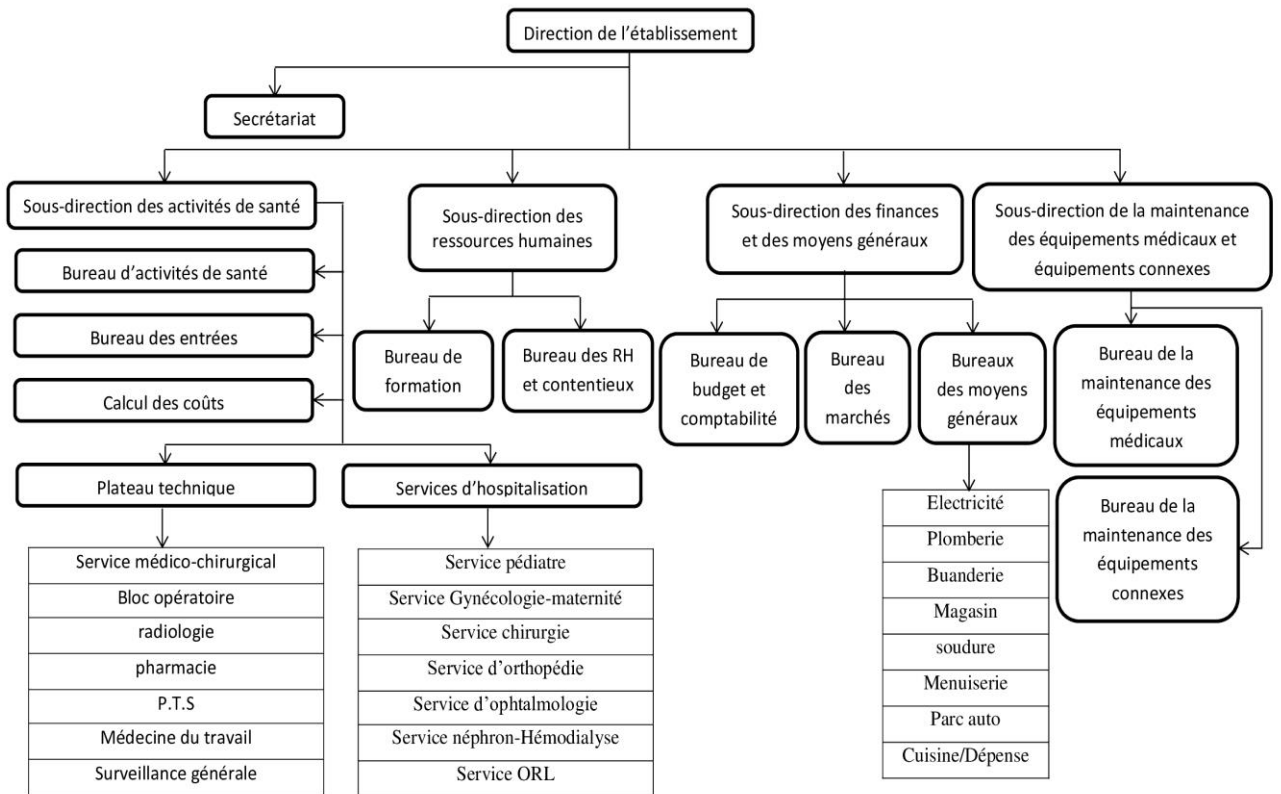 Direction de l'établissement
Secrétariat
Sous-direction des activités de santé
Bureau d'activités de santé
Bureau des entrées
Calcul des coûts
Sous-direction des
ressources humaines
Bureau de
formation
Bureau des RH
et contentieux
Sous-direction des finances
et des moyens généraux
Bureau de
budget et
comptabilité
Bureau
des
marchés
Bureaux
des moyens
généraux
Sous-direction de la maintenance
des équipements médicaux et
équipements connexes
Bureau de la
maintenance des
équipements
médicaux
Bureau de la
maintenance des
équipements
connexes
Plateau technique
Service médico-chirurgical
Bloc opératoire
radiologie
pharmacie
P.T.S
Médecine du travail
Surveillance générale
Services d'hospitalisation
Service pédiatre
Service Gynécologie-maternité
Service chirurgie
Service d'orthopédie
Service d'ophtalmologie
Service néphron-Hémodialyse
Service ORL
Electricité
Plomberie
Buanderie
Magasin
soudure
Menuiserie
Parc auto
Cuisine/Dépense